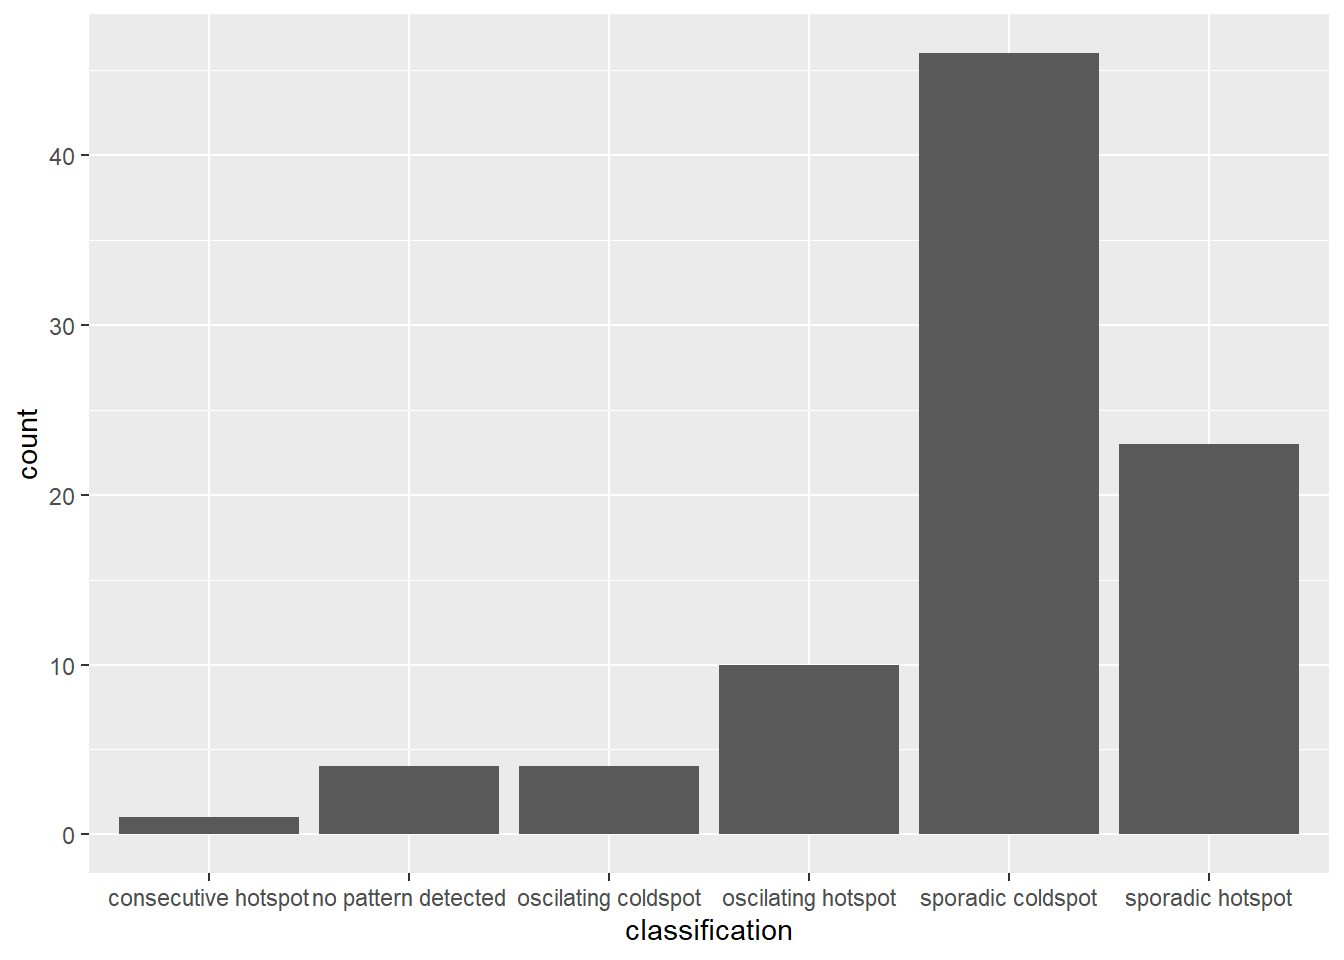 count
40
30
20
10
0
consecutive hotspot no pattern detected oscilating coldspot oscilating hotspot sporadic coldspot sporadic hotspot
classification